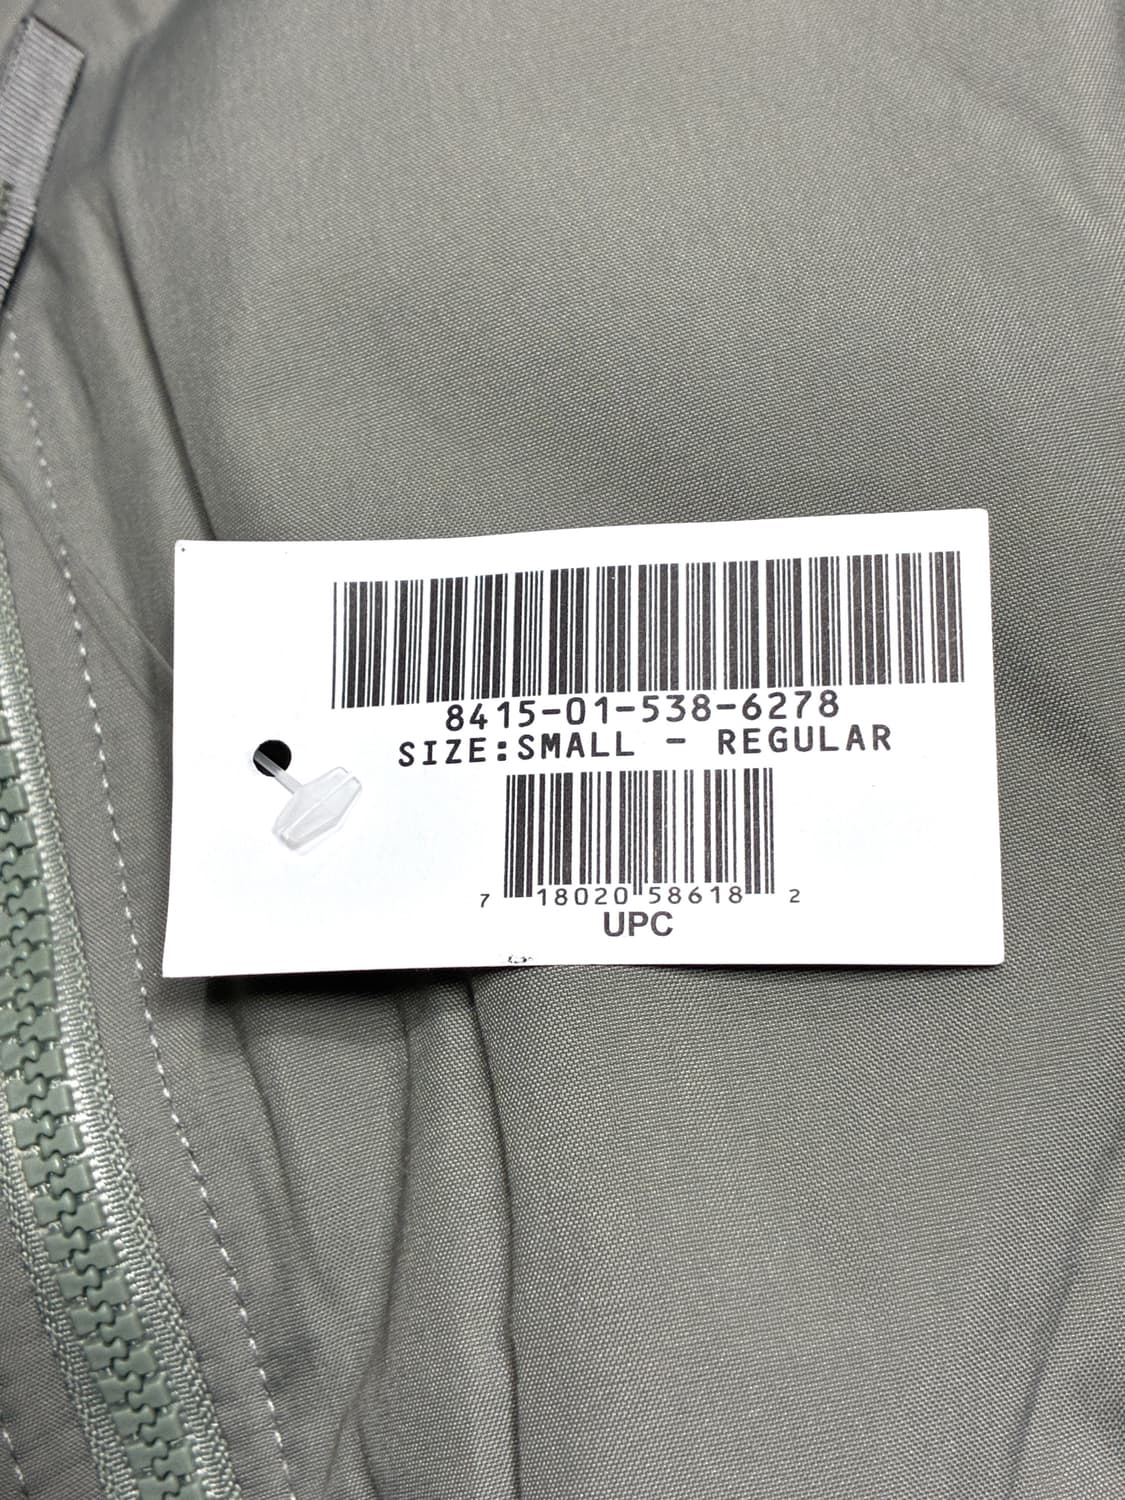 8415-01-538-6278
SIZE:SMALL - REGULAR
7 18020 58618 2
UPC